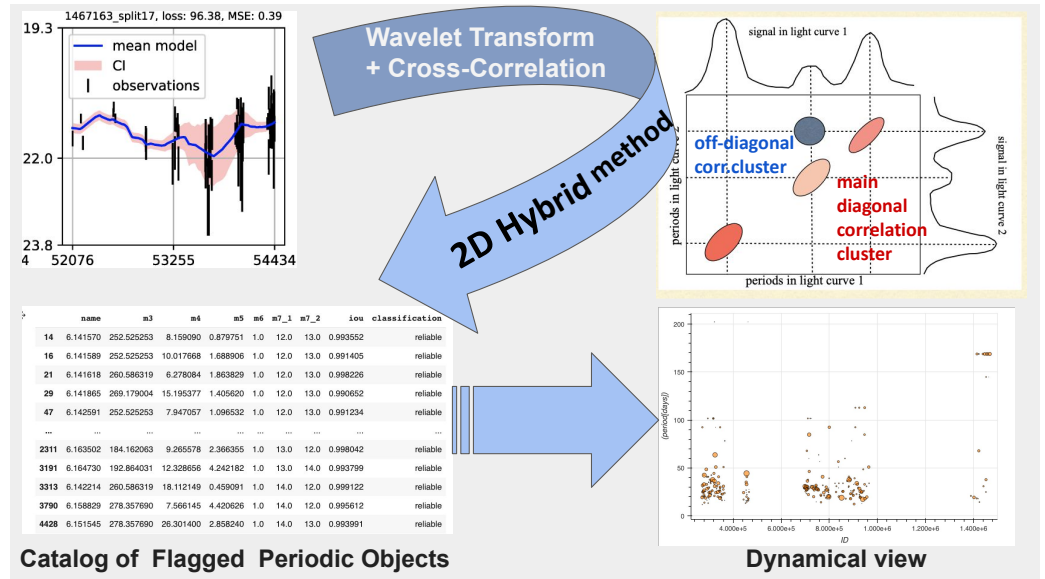 1467163_split17, loss: 96.38, MSE: 0.39
19.3
mean model
CI
observations
22.0
23.8
4 52076 53255 54434
Wavelet Transform
+ Cross-Correlation
2D Hybrid method
signal in light curve 1
signal in light curve 2
periods in light curve 2
off-diagonal
corr.cluster
main
diagonal
correlation
cluster
periods in light curve 1
name m3 m4 m5 m6 m7_1 m7_2 iou classification
14 6.141570 252.525253 8.159090 0.879751 1.0 12.0 13.0 0.993552 reliable
16 6.141589 252.525253 10.017668 1.688906 1.0 12.0 13.0 0.991405 reliable
21 6.141618 260.586319 6.278084 1.863829 1.0 12.0 13.0 0.998226 reliable
29 6.141865 269.179004 15.195377 1.405620 1.0 12.0 13.0 0.990652 reliable
47 6.142591 252.525253 7.947057 1.096532 1.0 12.0 13.0 0.991234 reliable
... ... ... ... ... ... ... ... ... ...
2311 6.163502 184.162063 9.265578 2.366355 1.0 13.0 12.0 0.998042 reliable
3191 6.164730 192.864031 12.328656 4.242182 1.0 13.0 14.0 0.993799 reliable
3313 6.142214 260.586319 18.112149 0.459091 1.0 14.0 12.0 0.999122 reliable
3790 6.158829 278.357690 7.566145 4.420626 1.0 14.0 12.0 0.995612 reliable
4428 6.151545 278.357690 26.301400 2.858240 1.0 14.0 13.0 0.993991 reliable
Catalog of Flagged Periodic Objects
(period[days])
200
150
100
50
0
4.000e+5 6.000e+5 8.000e+5 1.000e+6 1.200e+6 1.400e+6
ID
Dynamical view